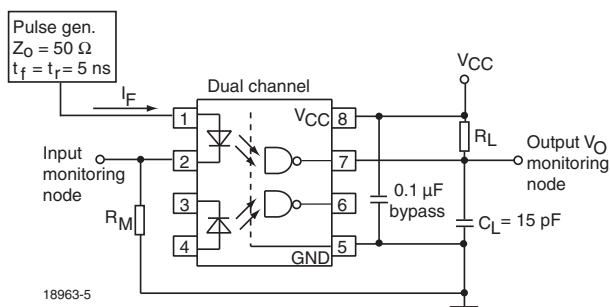 Pulse gen.
Zo = 50 Ω
tf = tr = 5 ns
IF
Dual channel
VCC
1
VCC 8
RL
Input
monitoring
node
2
7
Output VO
monitoring
node
3
6
0.1 µF
bypass
RM
4
5
GND
CL = 15 pF
18963-5